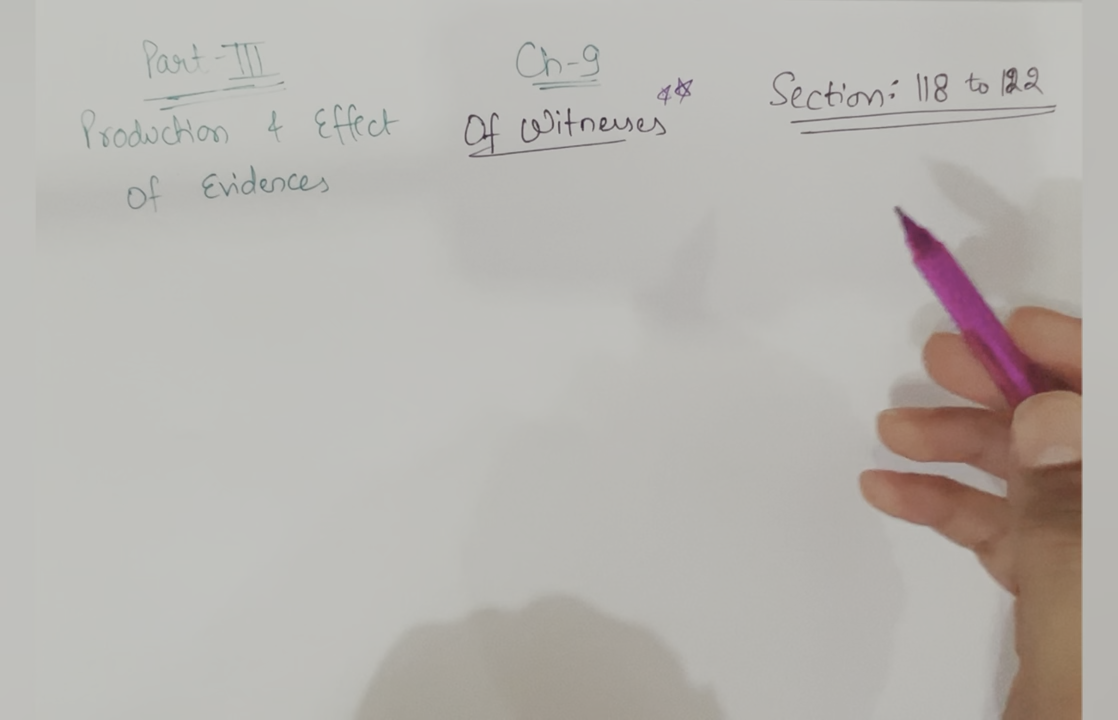 Part-III
Production & Effect
Of Evidences
Ch-9
Of Witnesses **
Section: 118 to 122